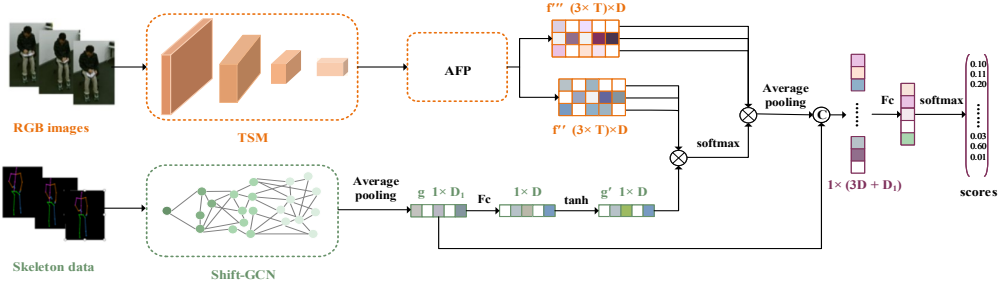 RGB images
TSM
AFP
f''' (3× T)×D
f'' (3× T)×D
softmax
Average
pooling
C
Fc
softmax
1× (3D + D₁)
0.10
0.11
0.20
0.03
0.60
0.01
scores
Skeleton data
Shift-GCN
Average
pooling
g 1× D₁
Fc
1× D
tanh
g' 1× D